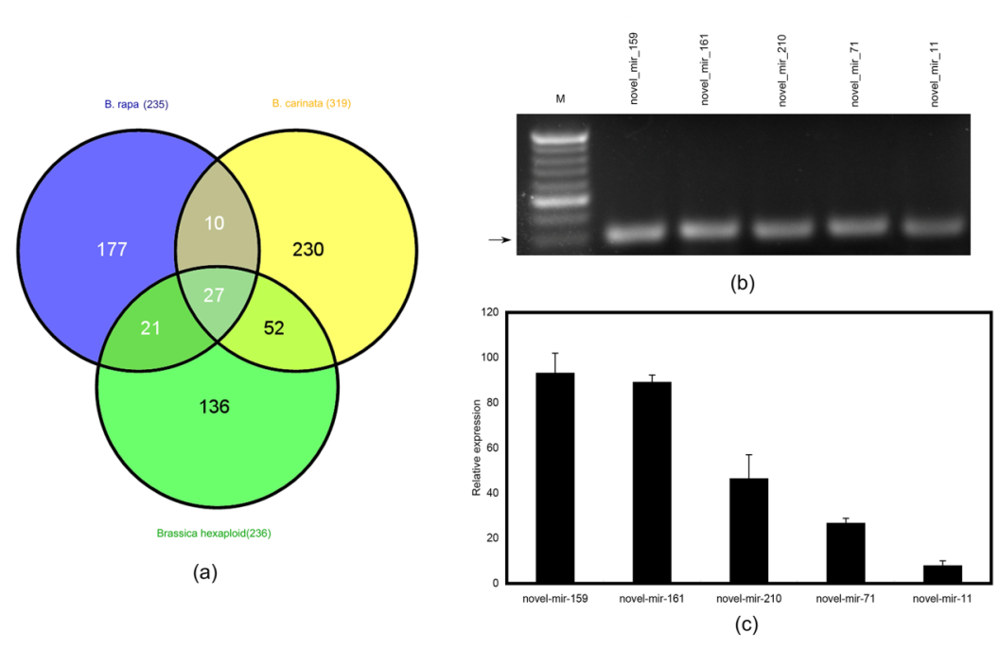 B. rapa (235)
B. carinata (319)
10
177
230
27
21
52
136
Brassica hexaploid(236)
(a)
M
novel_mir_159
novel_mir_161
novel_mir_210
novel_mir_71
novel_mir_11
(b)
120
100
80
60
40
20
0
Relative expression
novel-mir-159
novel-mir-161
novel-mir-210
novel-mir-71
novel-mir-11
(c)